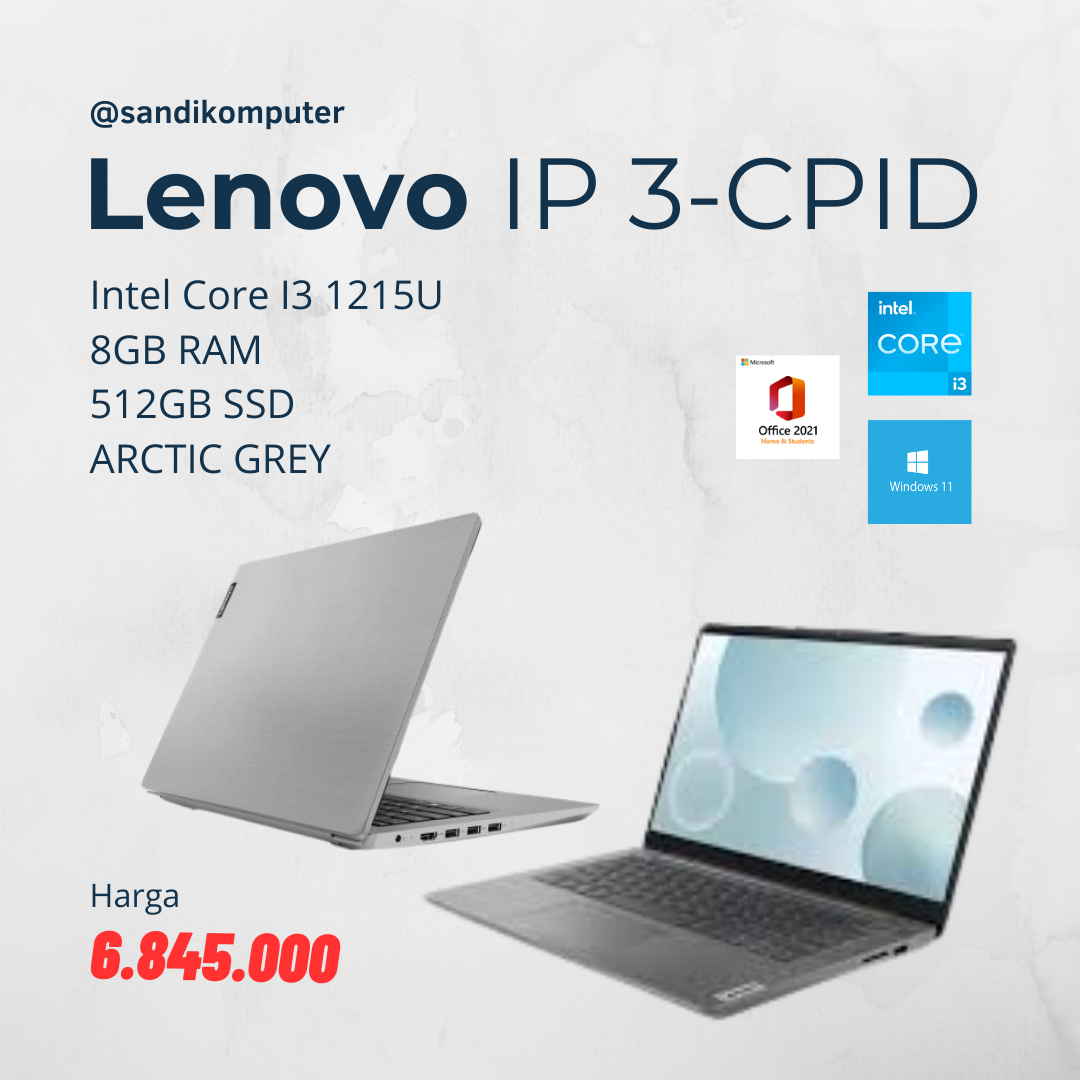 @sandikomputer
Lenovo IP 3-CPID
Intel Core I3 1215U
8GB RAM
512GB SSD
ARCTIC GREY
intel.
CORE
i3
Microsoft
Office 2021
Home & Students
Windows 11
Harga
6.845.000